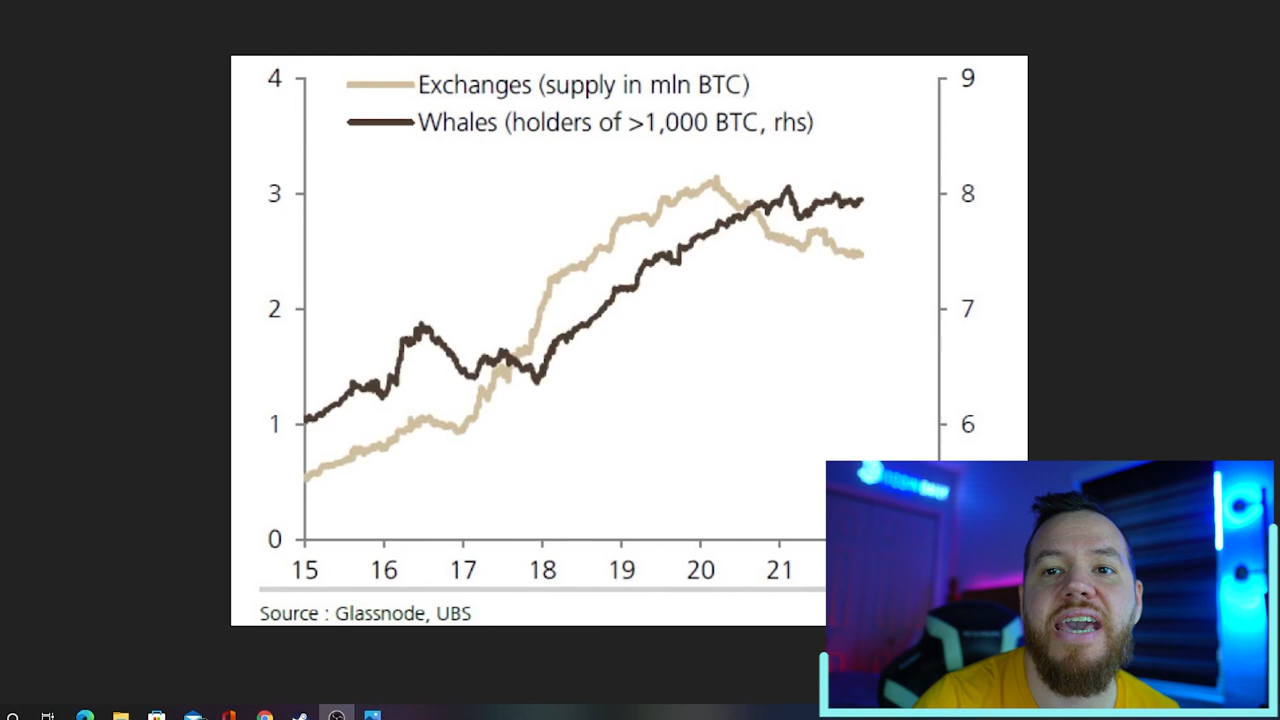 4
9
Exchanges (supply in mln BTC)
Whales (holders of >1,000 BTC, rhs)
3
8
2
7
1
6
0
15 16 17 18 19 20 21
Source : Glassnode, UBS